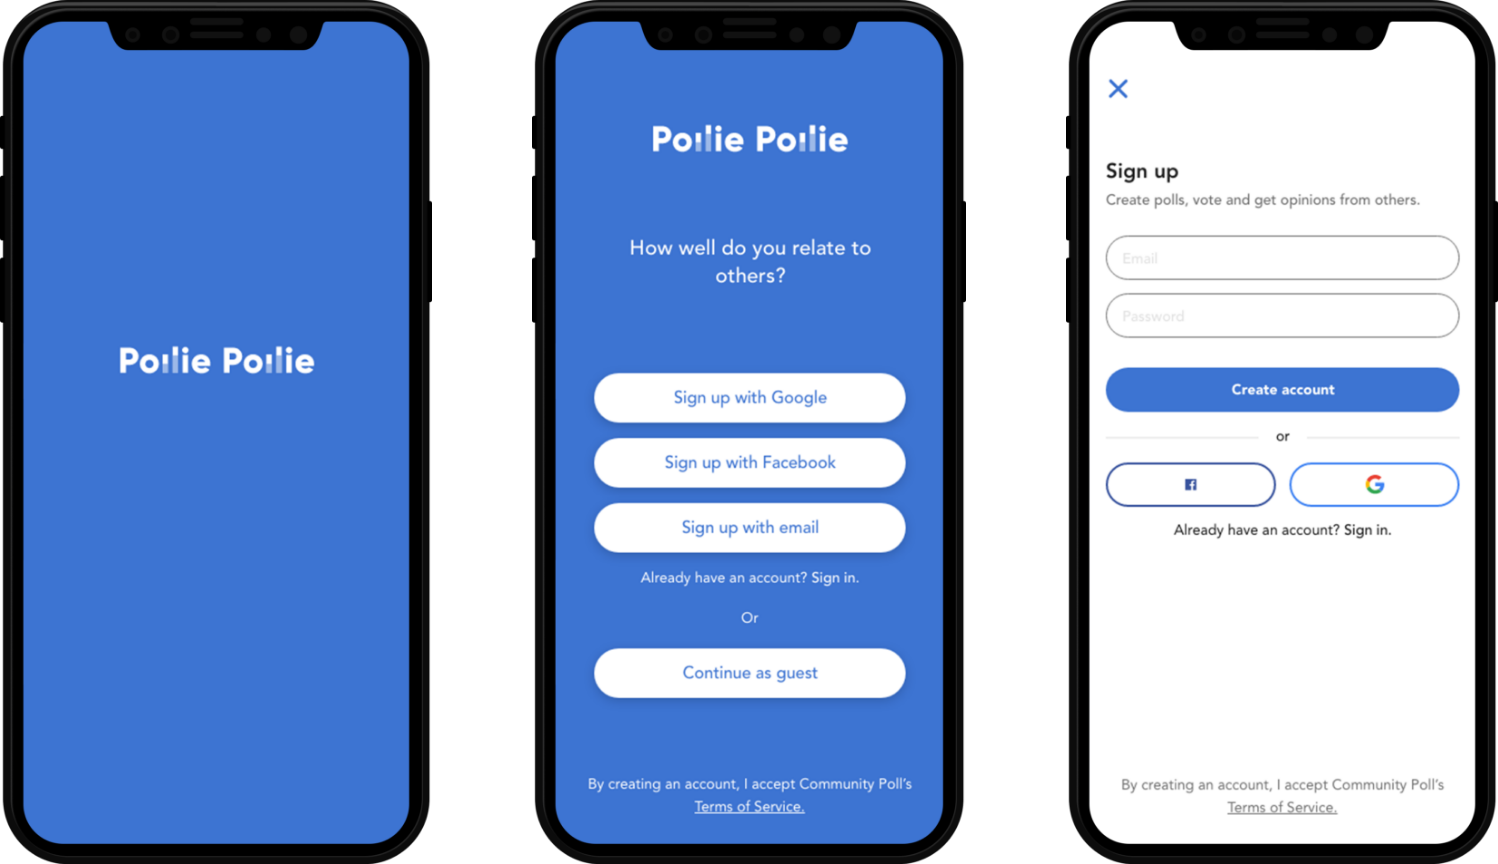 Pollie Pollie
Pollie Pollie
How well do you relate to
others?
Sign up with Google
Sign up with Facebook
Sign up with email
Already have an account? Sign in.
Or
Continue as guest
By creating an account, I accept Community Poll's
Terms of Service.
Sign up
Create polls, vote and get opinions from others.
Email
Password
Create account
or
Already have an account? Sign in.
By creating an account, I accept Community Poll's
Terms of Service.